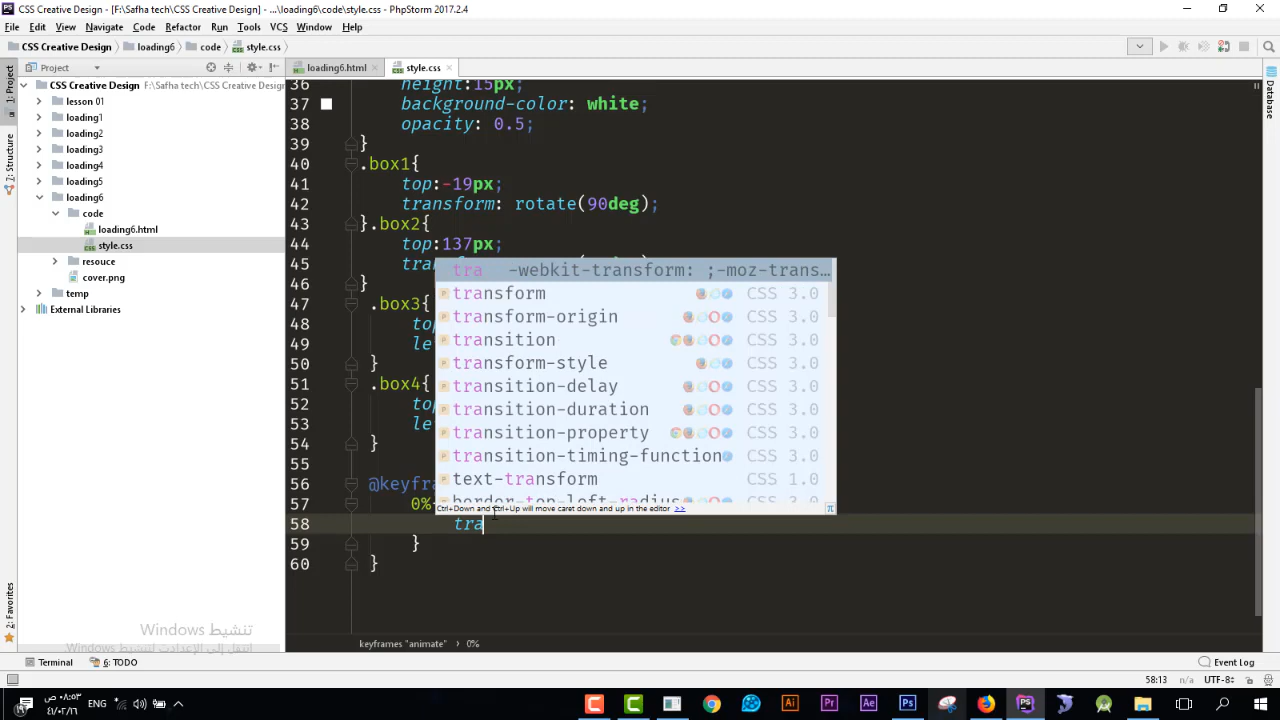 CSS Creative Design - [F:\Safha tech\CSS Creative Design] - ...\loading6\code\style.css - PhpStorm 2017.2.4
File Edit View Navigate Code Refactor Run Tools VCS Window Help
CSS Creative Design loading6 code style.css
Project
loading6.html style.css
1: Project
7: Structure
2: Favorites
Database
CSS Creative Design F:\Safha tech\CSS Creative Design
lesson 01
loading1
loading2
loading3
loading4
loading5
loading6
code
loading6.html
style.css
resouce
cover.png
temp
External Libraries
36 height:15px;
37 background-color: white;
38 opacity: 0.5;
39 }
40 .box1{
41 top:-19px;
42 transform: rotate(90deg);
43 }.box2{
44 top:137px;
45
46 }
47 .box3{
48
49
50 }
51 .box4{
52
53
54 }
55
56
57 0%
58 tra
59 }
60 }
tra -webkit-transform: ;-moz-trans…
transform CSS 3.0
transform-origin CSS 3.0
transition CSS 3.0
transform-style CSS 3.0
transition-delay CSS 3.0
transition-duration CSS 3.0
transition-property CSS 3.0
transition-timing-function
text-transform CSS 1.0
border-top-left-radius CSS 3.0
Ctrl+Down and Ctrl+Up will move caret down and up in the editor >>
π
keyframes "animate" › 0%
تنشيط Windows
انتقل إلى الإعدادات لتنشيط Windows
Terminal 6: TODO Event Log
58:13 n/a UTF-8
ENG